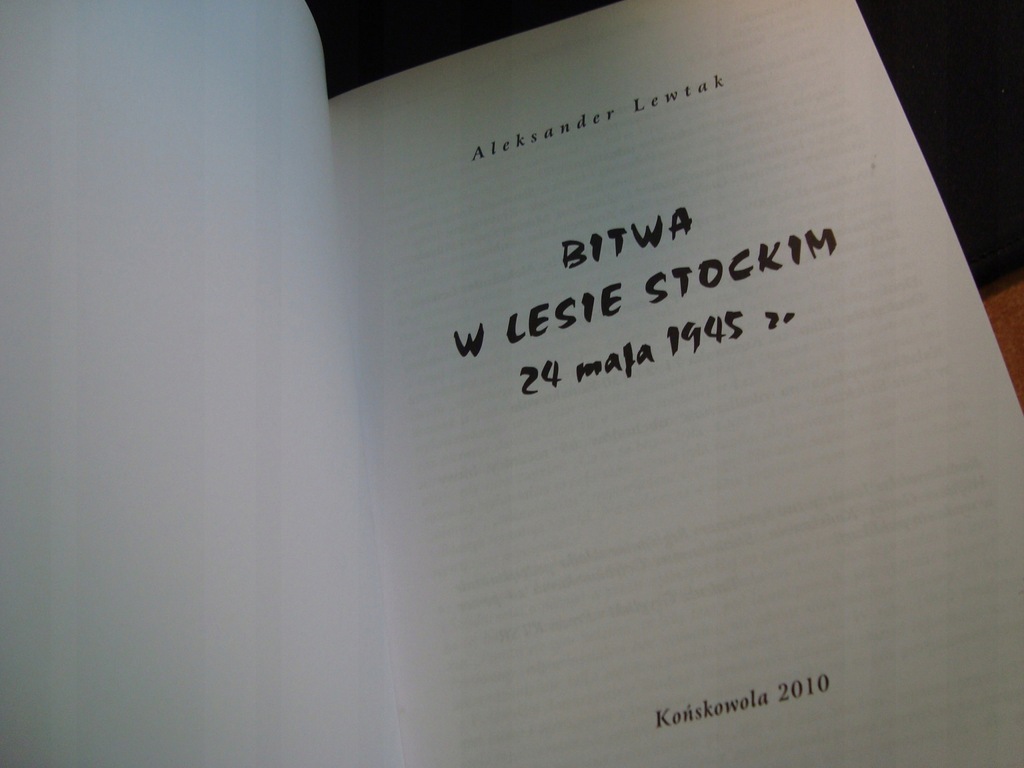 Aleksander Lewtak
BITWA
W LESIE STOCKIM
24 maja 1945 r.
Końskowola 2010